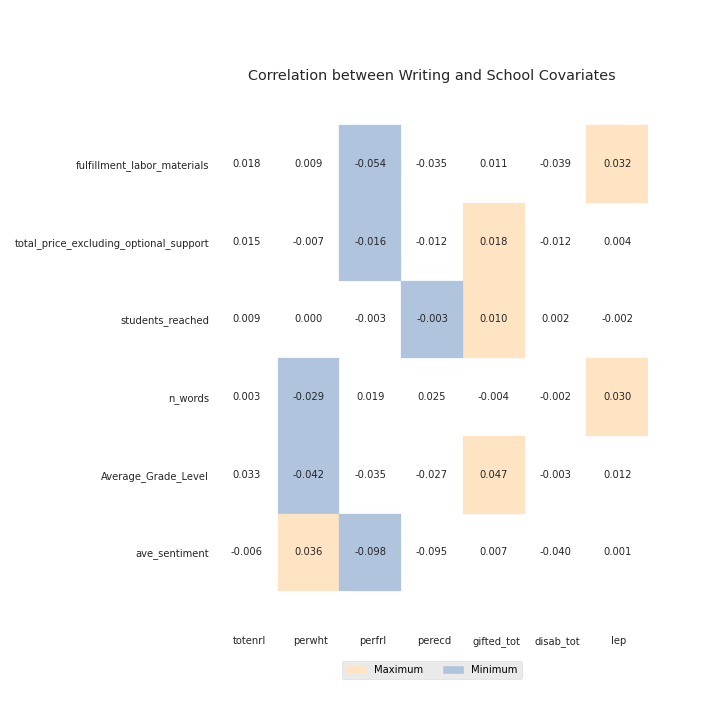 Correlation between Writing and School Covariates
fulfillment_labor_materials 0.018 0.009 -0.054 -0.035 0.011 -0.039 0.032
total_price_excluding_optional_support 0.015 -0.007 -0.016 -0.012 0.018 -0.012 0.004
students_reached 0.009 0.000 -0.003 -0.003 0.010 0.002 -0.002
n_words 0.003 -0.029 0.019 0.025 -0.004 -0.002 0.030
Average_Grade_Level 0.033 -0.042 -0.035 -0.027 0.047 -0.003 0.012
ave_sentiment -0.006 0.036 -0.098 -0.095 0.007 -0.040 0.001
totenrl perwht perfrl perecd gifted_tot disab_tot lep
Maximum Minimum